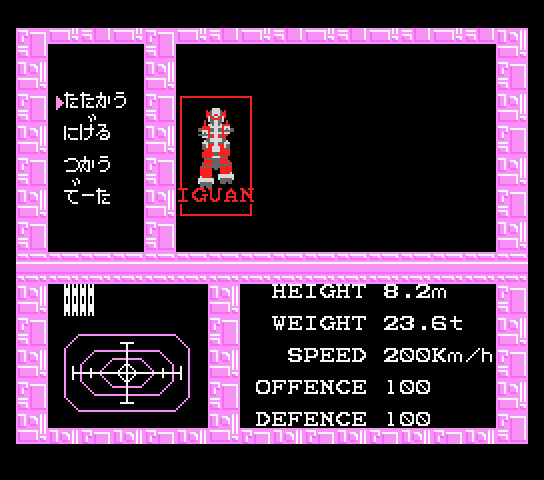 たたかう
にげる
つかう
でーた
IGUAN
HEIGHT 8.2m
WEIGHT 23.6t
SPEED 200Km/h
OFFENCE 100
DEFENCE 100